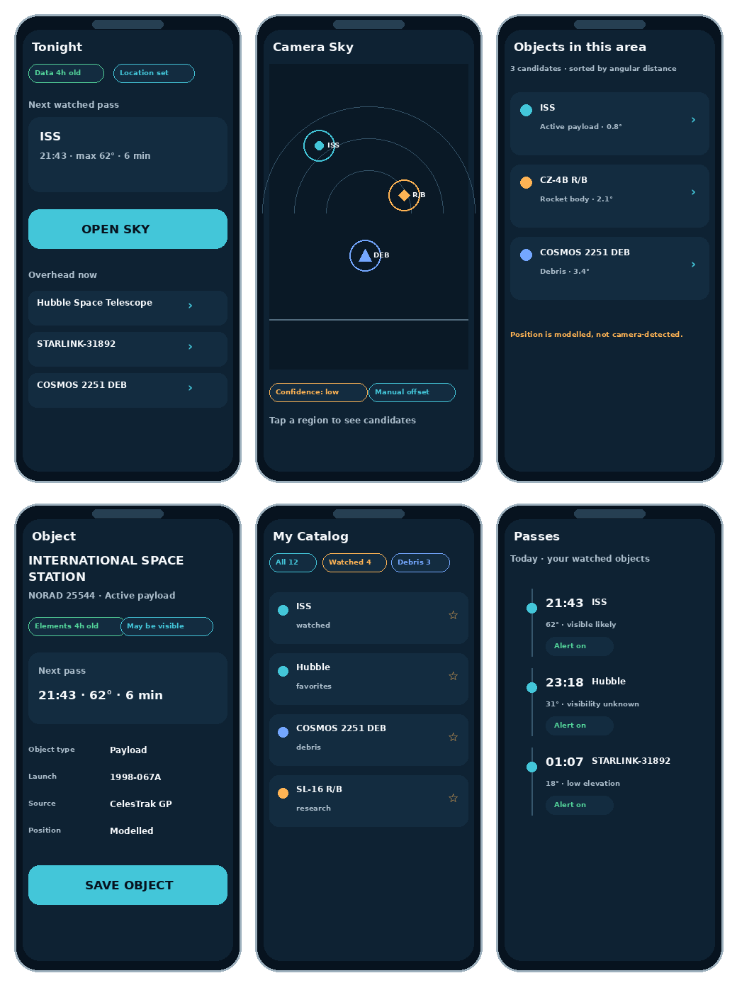 Tonight
Data 4h old
Location set
Next watched pass
ISS
21:43 · max 62° · 6 min
OPEN SKY
Overhead now
Hubble Space Telescope ›
STARLINK-31892 ›
COSMOS 2251 DEB ›
Camera Sky
ISS
R/B
DEB
Confidence: low
Manual offset
Tap a region to see candidates
Objects in this area
3 candidates · sorted by angular distance
ISS
Active payload · 0.8°
›
CZ-4B R/B
Rocket body · 2.1°
›
COSMOS 2251 DEB
Debris · 3.4°
›
Position is modelled, not camera-detected.
Object
INTERNATIONAL SPACE
STATION
NORAD 25544 · Active payload
Elements 4h old
May be visible
Next pass
21:43 · 62° · 6 min
Object type Payload
Launch 1998-067A
Source CelesTrak GP
Position Modelled
SAVE OBJECT
My Catalog
All 12
Watched 4
Debris 3
ISS
watched
☆
Hubble
favorites
☆
COSMOS 2251 DEB
debris
☆
SL-16 R/B
research
☆
Passes
Today · your watched objects
21:43 ISS
62° · visible likely
Alert on
23:18 Hubble
31° · visibility unknown
Alert on
01:07 STARLINK-31892
18° · low elevation
Alert on